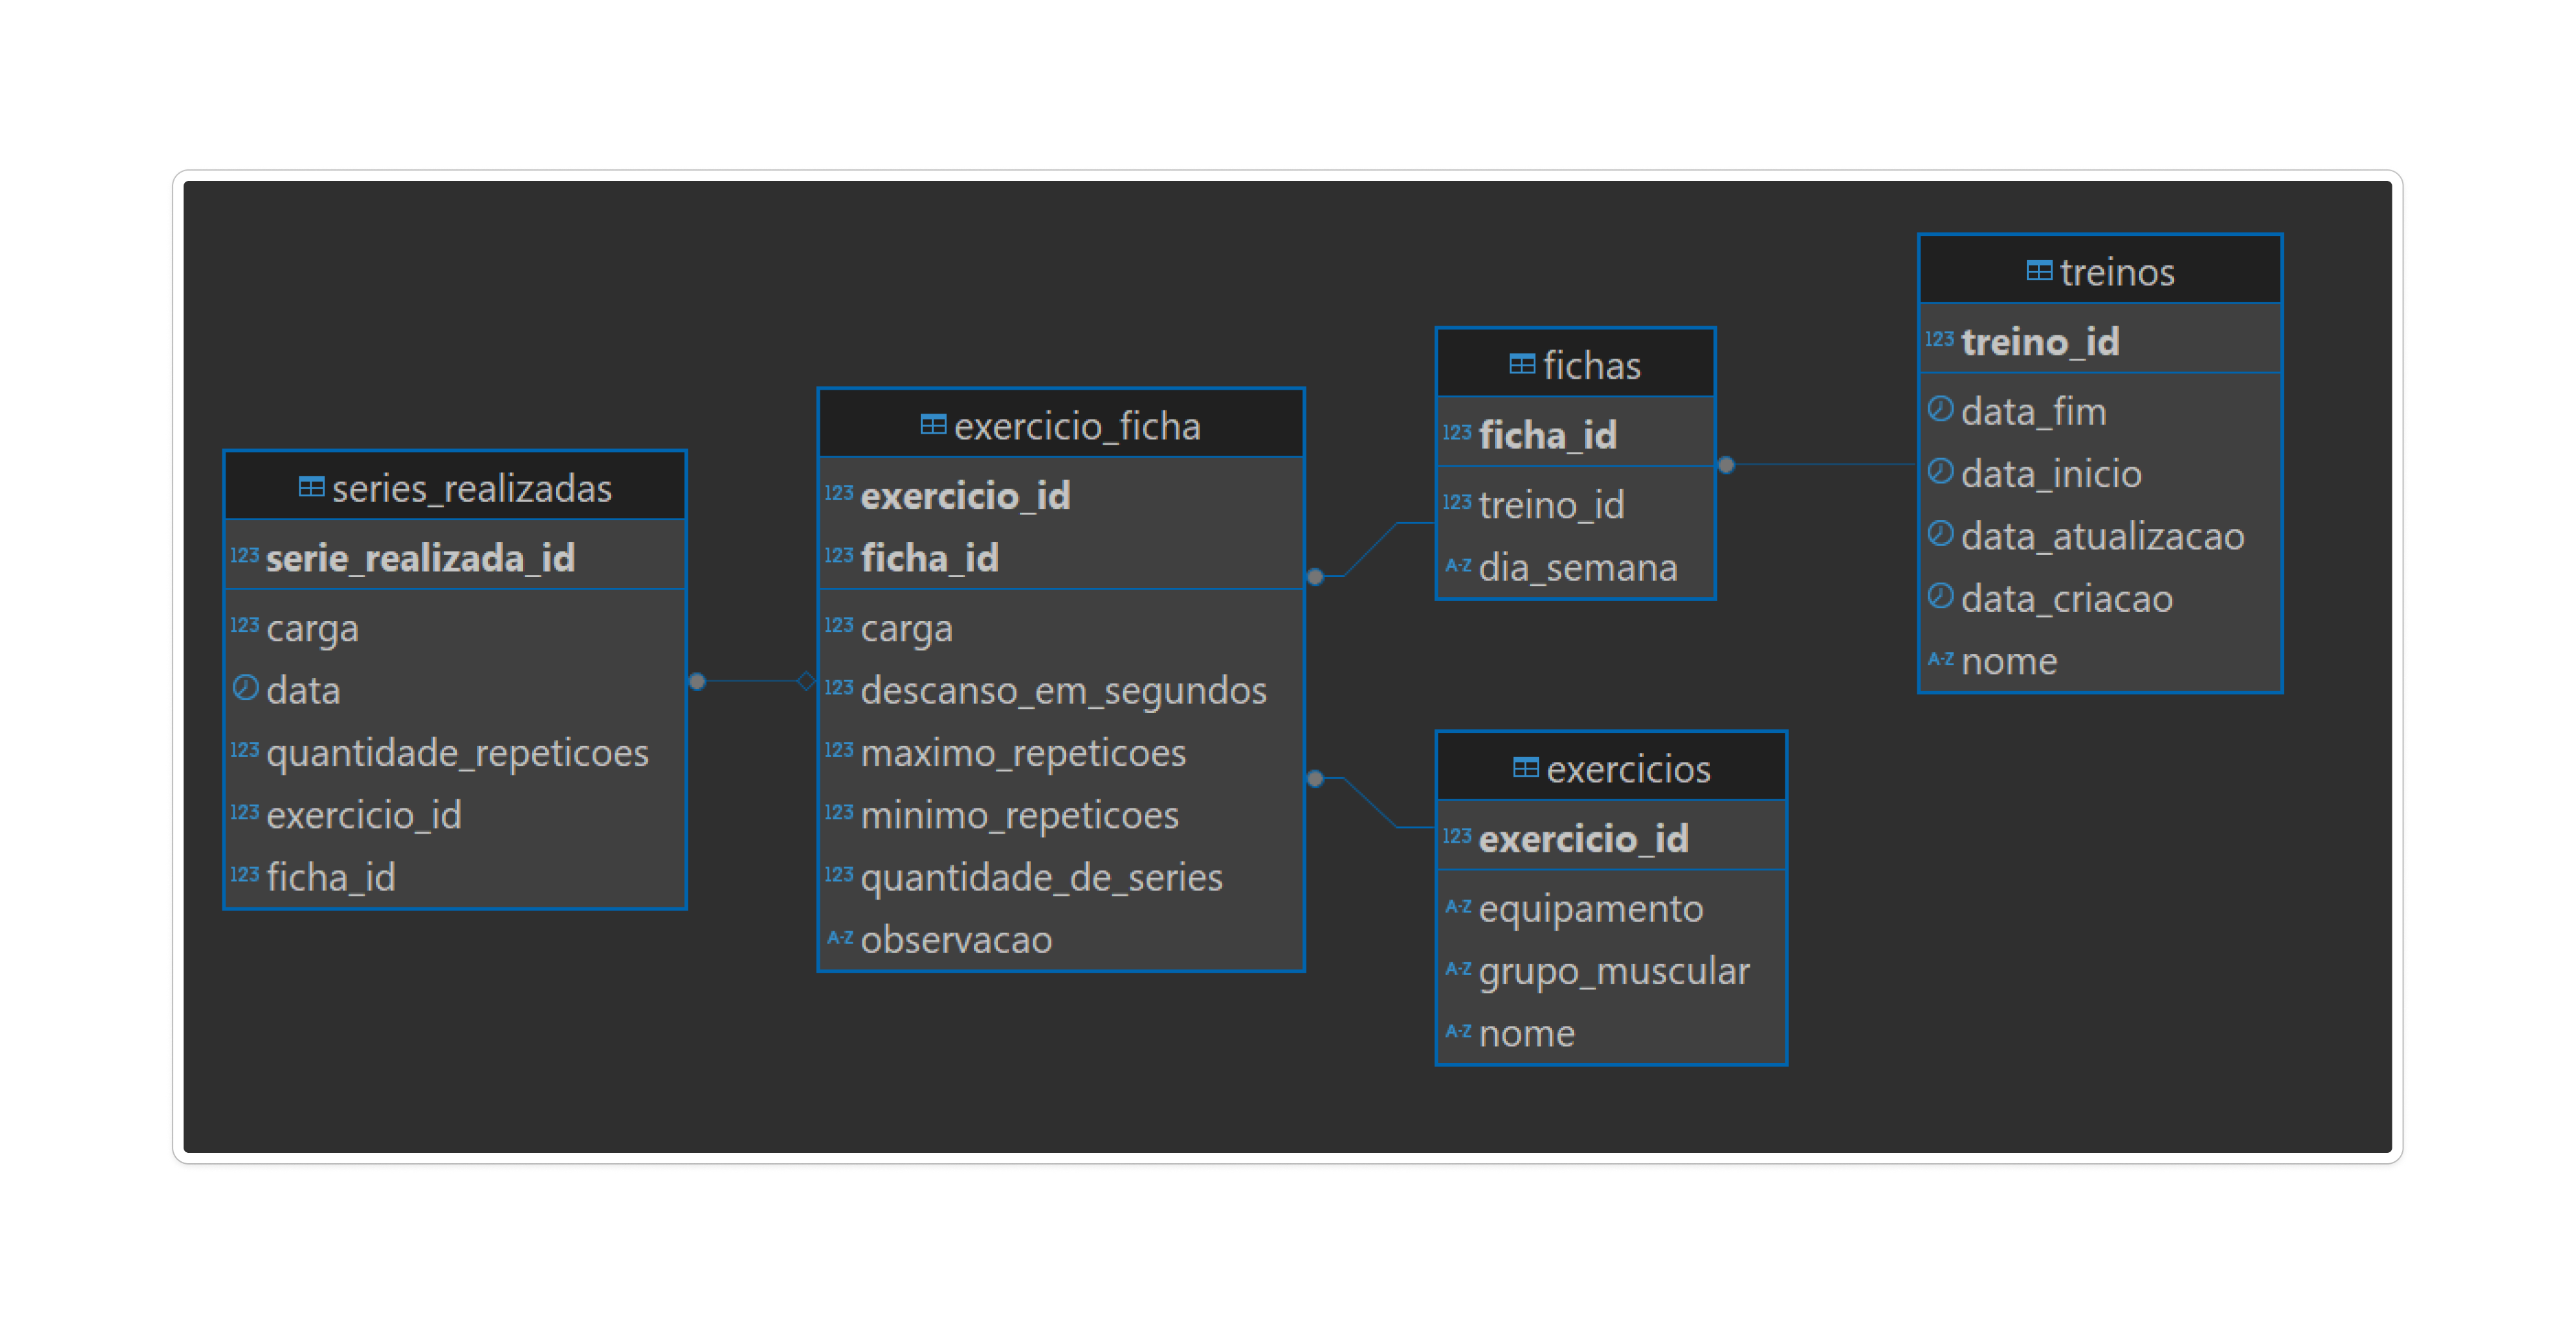 series_realizadas
123 serie_realizada_id
123 carga
data
123 quantidade_repeticoes
123 exercicio_id
123 ficha_id
exercicio_ficha
123 exercicio_id
123 ficha_id
123 carga
123 descanso_em_segundos
123 maximo_repeticoes
123 minimo_repeticoes
123 quantidade_de_series
A-Z observacao
fichas
123 ficha_id
123 treino_id
A-Z dia_semana
exercicios
123 exercicio_id
A-Z equipamento
A-Z grupo_muscular
A-Z nome
treinos
123 treino_id
data_fim
data_inicio
data_atualizacao
data_criacao
A-Z nome